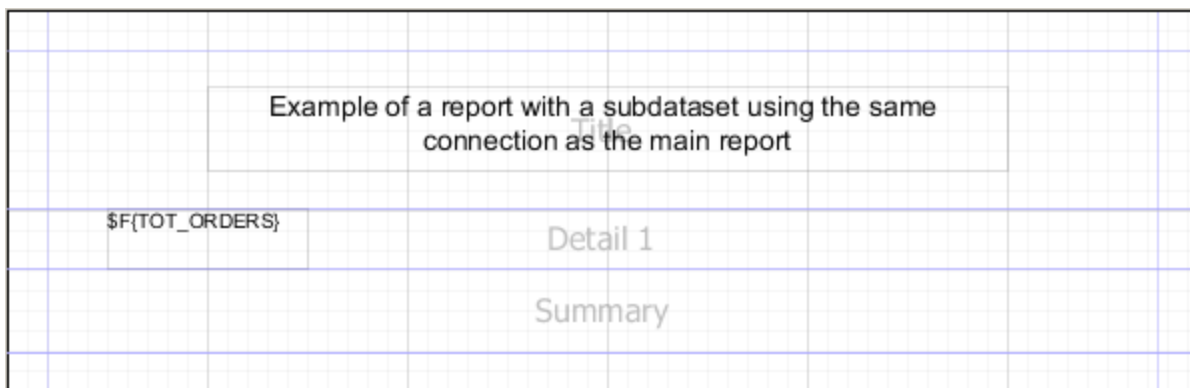 Example of a report with a subdataset using the same
Title
connection as the main report
$F{TOT_ORDERS}
Detail 1
Summary